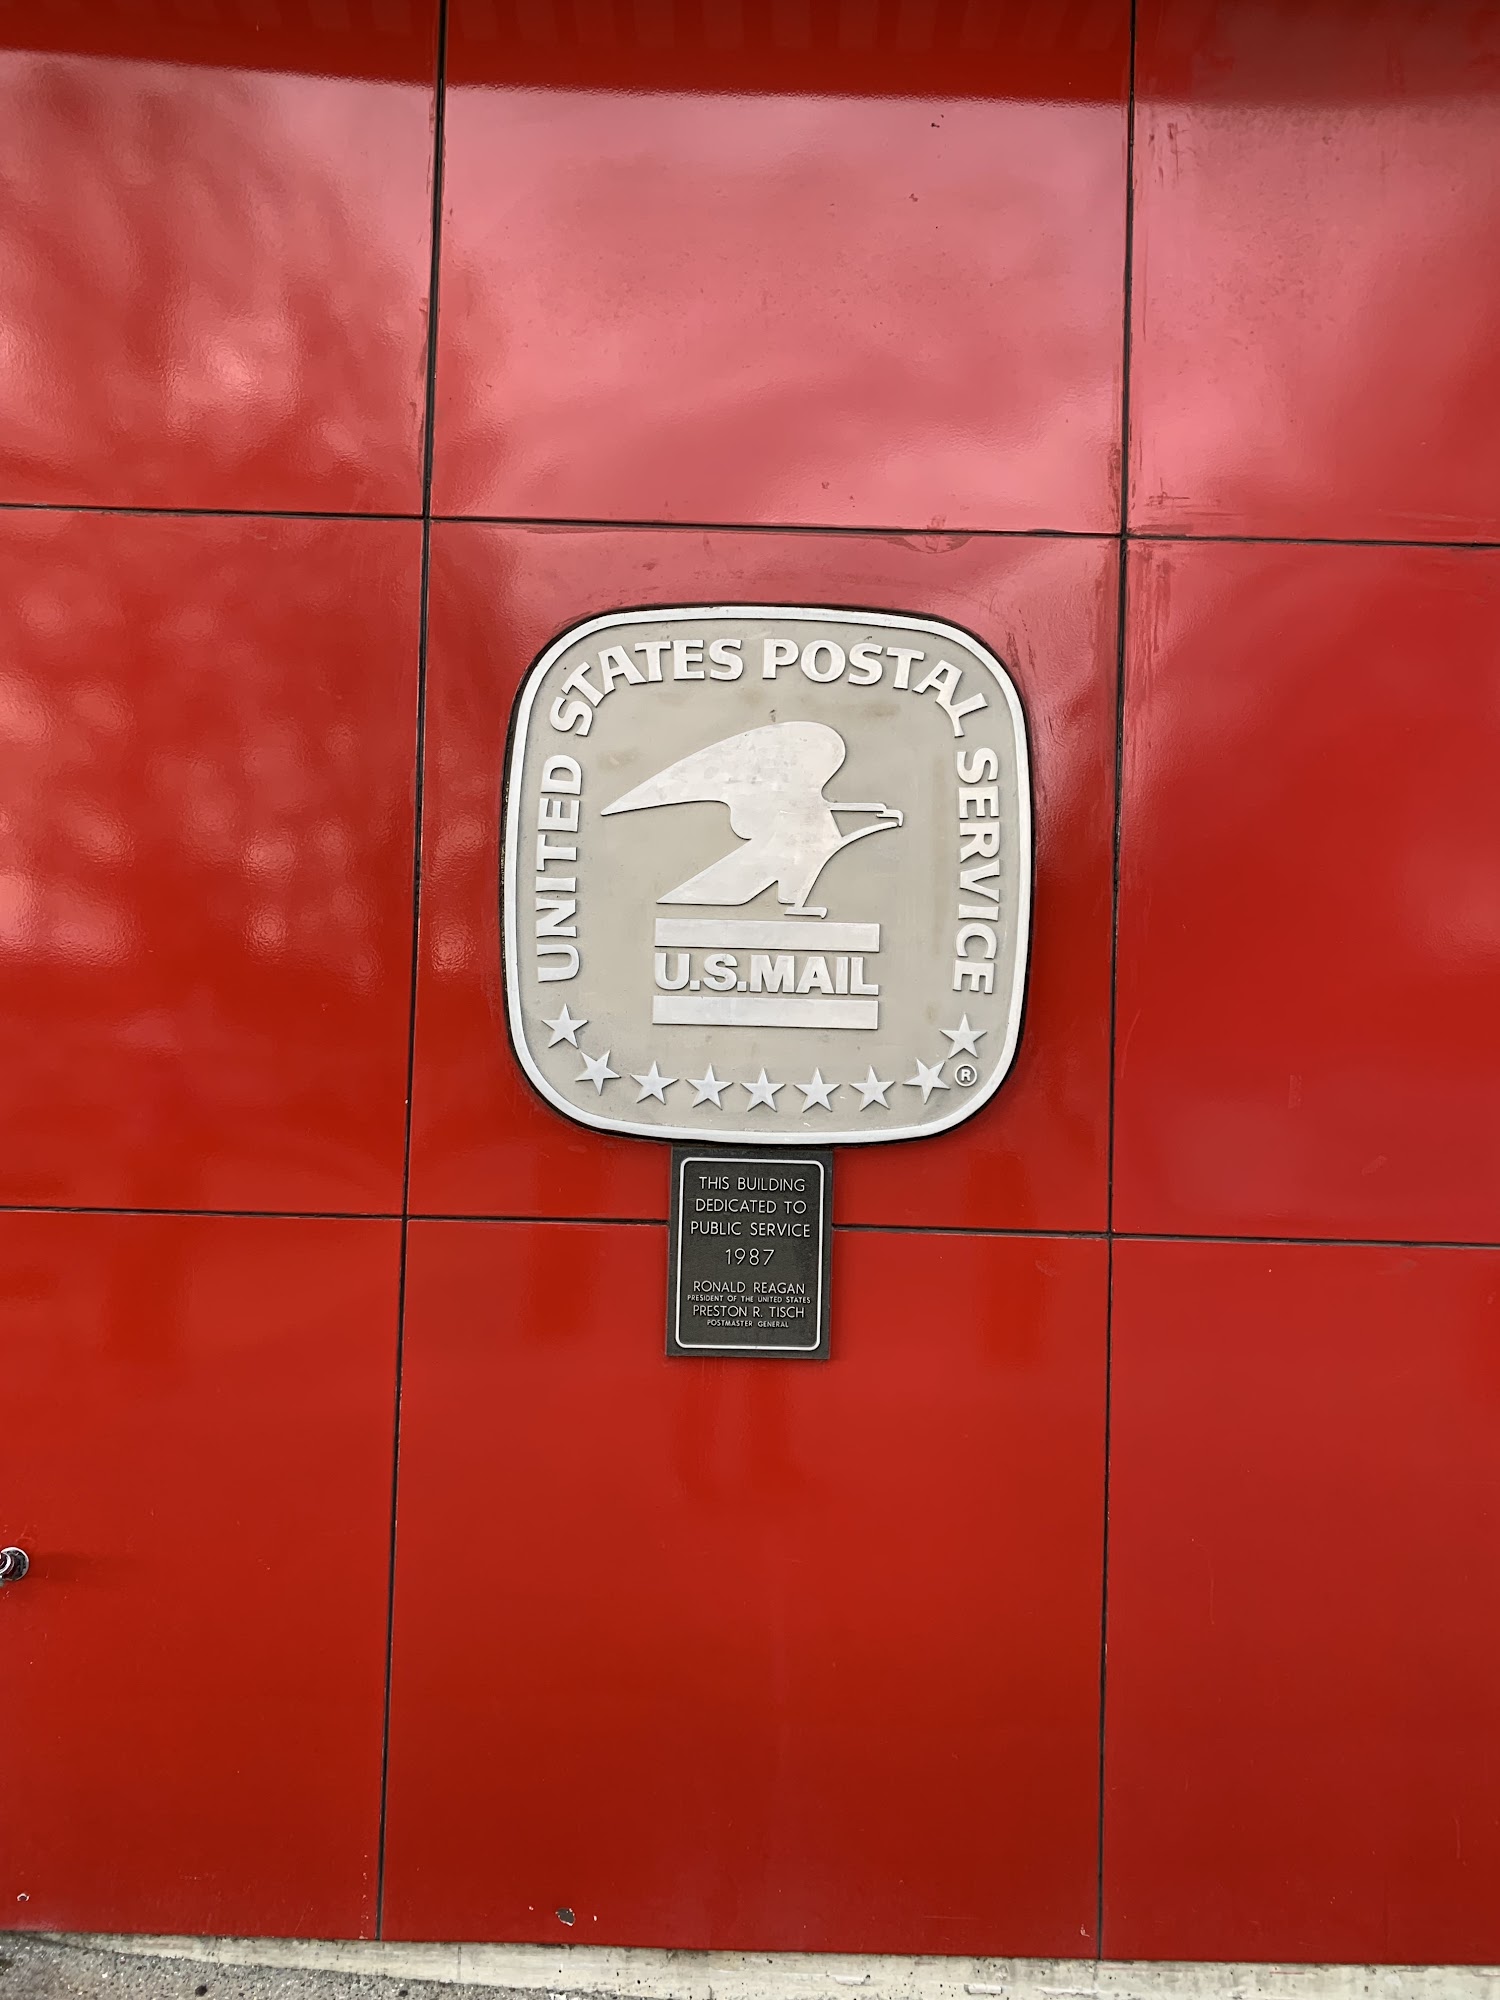 UNITED STATES POSTAL SERVICE
U.S.MAIL
®
THIS BUILDING
DEDICATED TO
PUBLIC SERVICE
1987
RONALD REAGAN
PRESIDENT OF THE UNITED STATES
PRESTON R. TISCH
POSTMASTER GENERAL